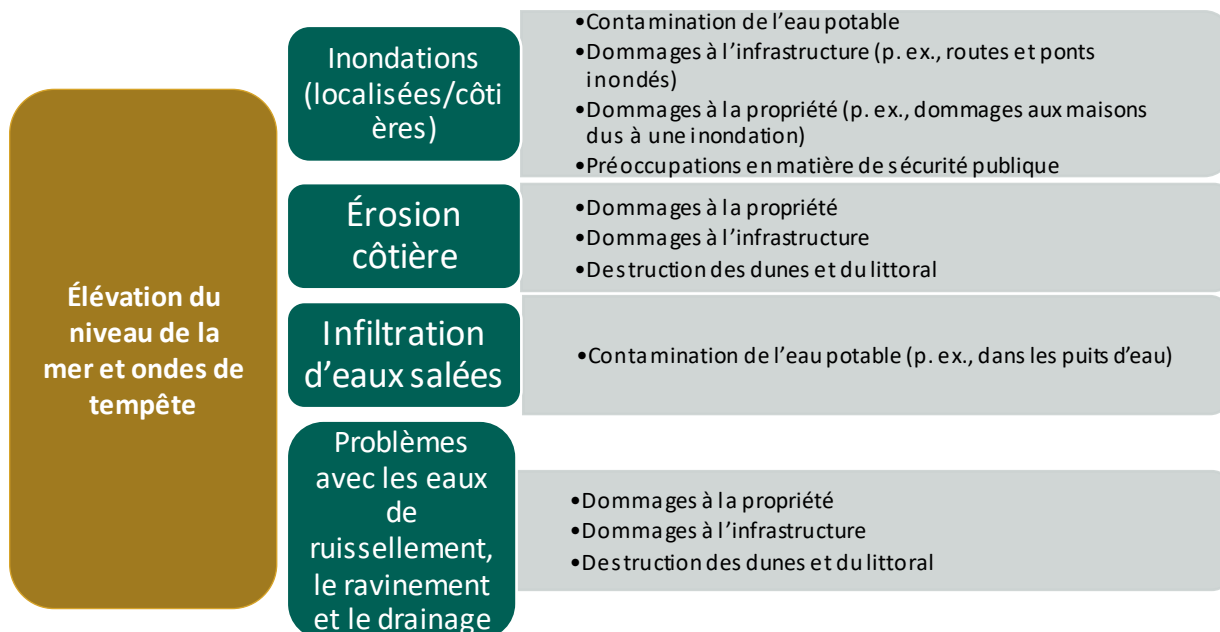 Élévation du
niveau de la
mer et ondes de
tempête
Inondations
(localisées/côti
ères)
•Contamination de l’eau potable
•Dommages à l’infrastructure (p. ex., routes et ponts
inondés)
•Dommages à la propriété (p. ex., dommages aux maisons
dus à une inondation)
•Préoccupations en matière de sécurité publique
Érosion
côtière
•Dommages à la propriété
•Dommages à l’infrastructure
•Destruction des dunes et du littoral
Infiltration
d’eaux salées
•Contamination de l’eau potable (p. ex., dans les puits d’eau)
Problèmes
avec les eaux
de
ruissellement,
le ravinement
et le drainage
•Dommages à la propriété
•Dommages à l’infrastructure
•Destruction des dunes et du littoral